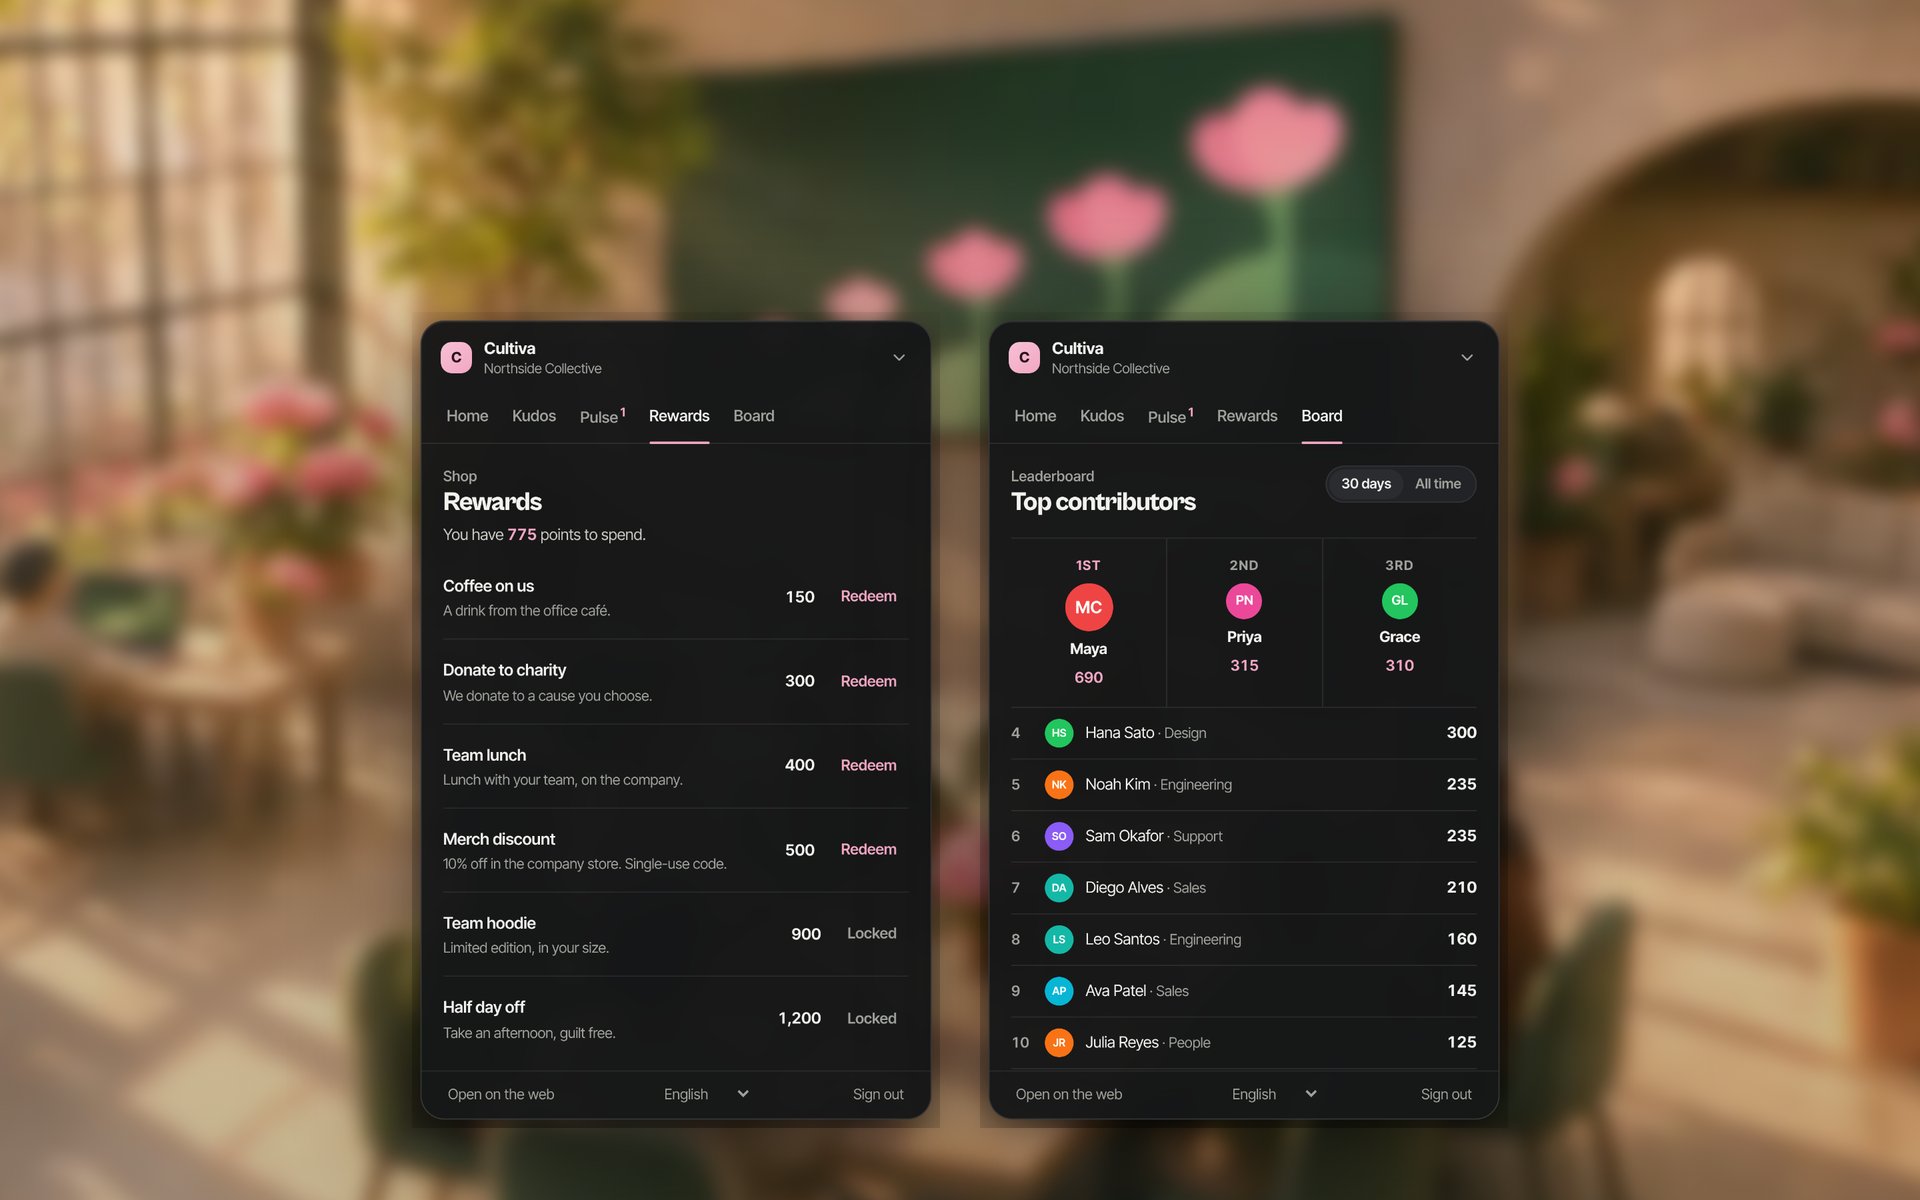 C
Cultiva
Northside Collective
Home Kudos Pulse 1 Rewards Board
Shop
Rewards
You have 775 points to spend.
Coffee on us
A drink from the office café.
150 Redeem
Donate to charity
We donate to a cause you choose.
300 Redeem
Team lunch
Lunch with your team, on the company.
400 Redeem
Merch discount
10% off in the company store. Single-use code.
500 Redeem
Team hoodie
Limited edition, in your size.
900 Locked
Half day off
Take an afternoon, guilt free.
1,200 Locked
Open on the web English Sign out
C
Cultiva
Northside Collective
Home Kudos Pulse 1 Rewards Board
Leaderboard
Top contributors
30 days All time
1ST
MC
Maya
690
2ND
PN
Priya
315
3RD
GL
Grace
310
4 HS Hana Sato · Design 300
5 NK Noah Kim · Engineering 235
6 SO Sam Okafor · Support 235
7 DA Diego Alves · Sales 210
8 LS Leo Santos · Engineering 160
9 AP Ava Patel · Sales 145
10 JR Julia Reyes · People 125
Open on the web English Sign out